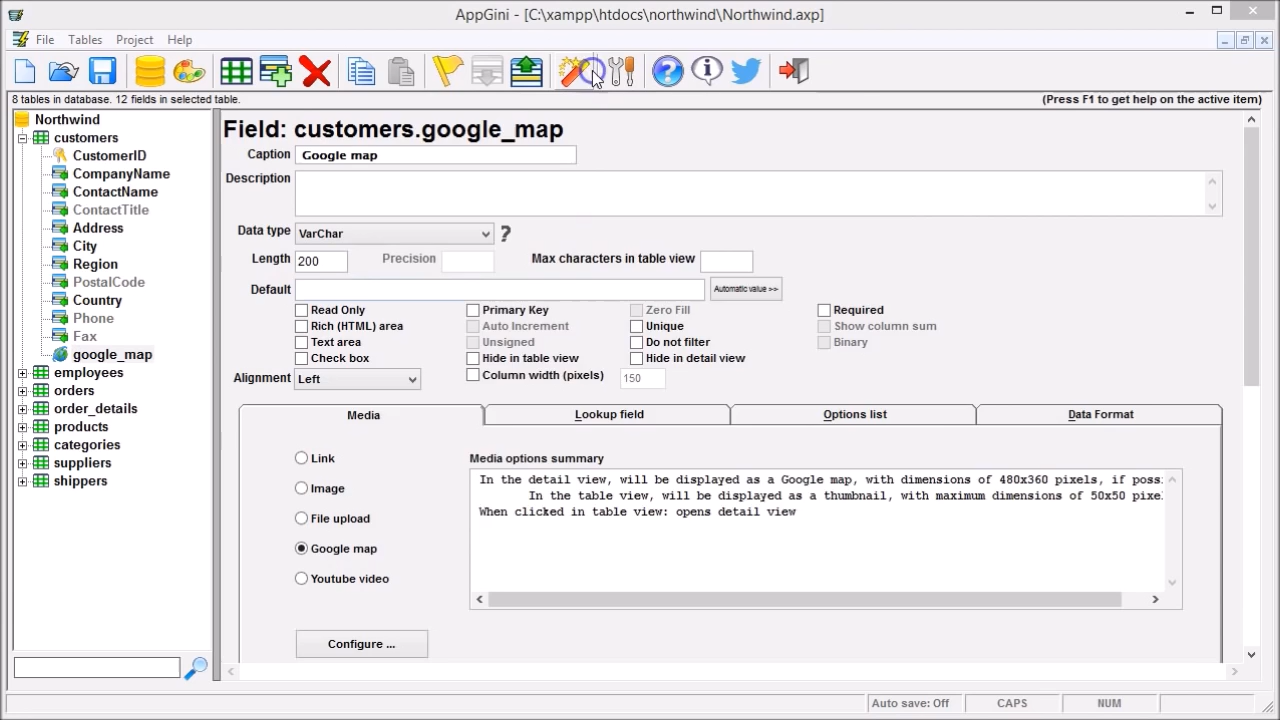 AppGini - [C:\xampp\htdocs\northwind\Northwind.axp]
File Tables Project Help
8 tables in database. 12 fields in selected table.
(Press F1 to get help on the active item)
Northwind
customers
CustomerID
CompanyName
ContactName
ContactTitle
Address
City
Region
PostalCode
Country
Phone
Fax
google_map
employees
orders
order_details
products
categories
suppliers
shippers
Field: customers.google_map
Caption Google map
Description
Data type VarChar ?
Length 200 Precision Max characters in table view
Default Automatic value >>
Read Only Primary Key Zero Fill Required
Rich (HTML) area Auto Increment Unique Show column sum
Text area Unsigned Do not filter Binary
Check box Hide in table view Hide in detail view
Alignment Left Column width (pixels) 150
Media Lookup field Options list Data Format
Link
Image
File upload
Google map
Youtube video
Configure ...
Media options summary
In the detail view, will be displayed as a Google map, with dimensions of 480x360 pixels, if poss
In the table view, will be displayed as a thumbnail, with maximum dimensions of 50x50 pixe
When clicked in table view: opens detail view
Auto save: Off CAPS NUM